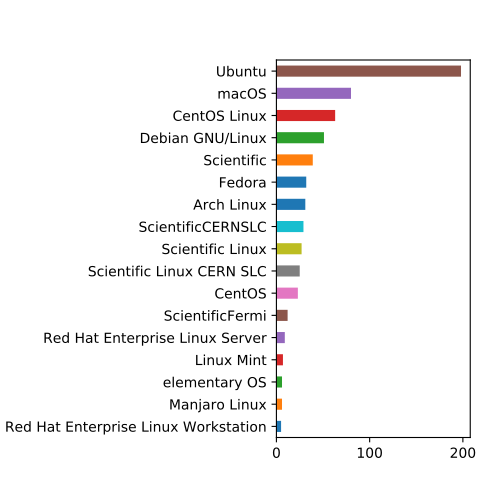 Ubuntu
macOS
CentOS Linux
Debian GNU/Linux
Scientific
Fedora
Arch Linux
ScientificCERNSLC
Scientific Linux
Scientific Linux CERN SLC
CentOS
ScientificFermi
Red Hat Enterprise Linux Server
Linux Mint
elementary OS
Manjaro Linux
Red Hat Enterprise Linux Workstation
0 100 200